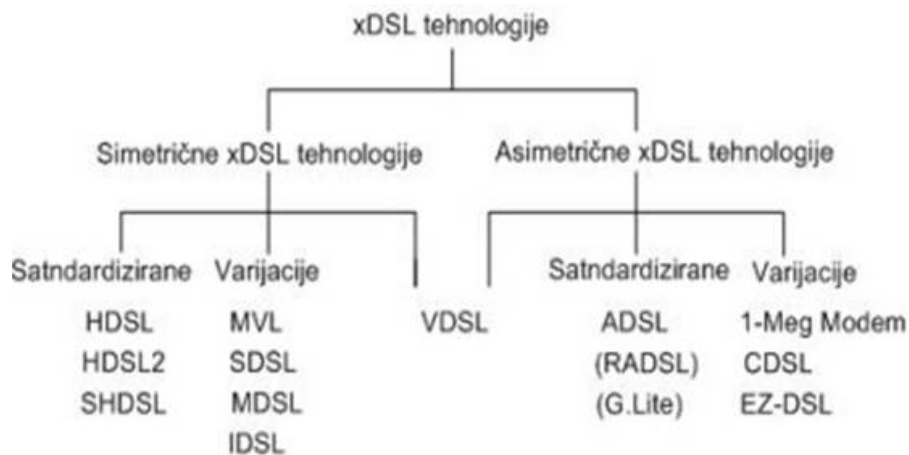 xDSL tehnologije
Simetrične xDSL tehnologije
Asimetrične xDSL tehnologije
Satndardizirane
Varijacije
Satndardizirane
Varijacije
HDSL
MVL
VDSL
ADSL
1-Meg Modem
HDSL2
SDSL
(RADSL)
CDSL
SHDSL
MDSL
(G.Lite)
EZ-DSL
IDSL